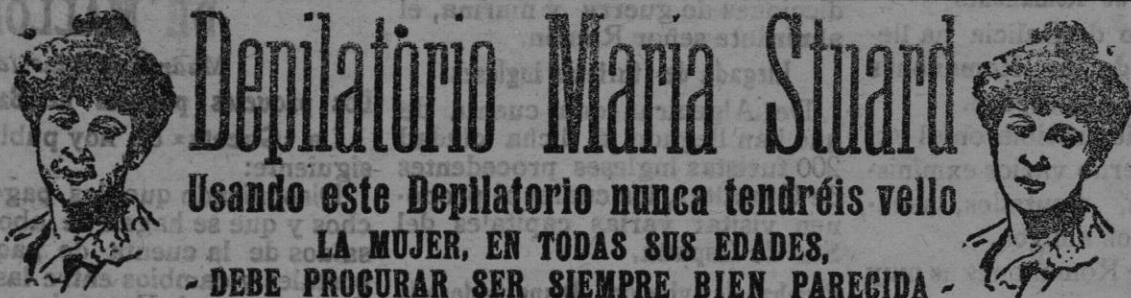 Depilatorio María Stuard
Usando este Depilatorio nunca tendréis vello
LA MUJER, EN TODAS SUS EDADES,
- DEBE PROCURAR SER SIEMPRE BIEN PARECIDA -